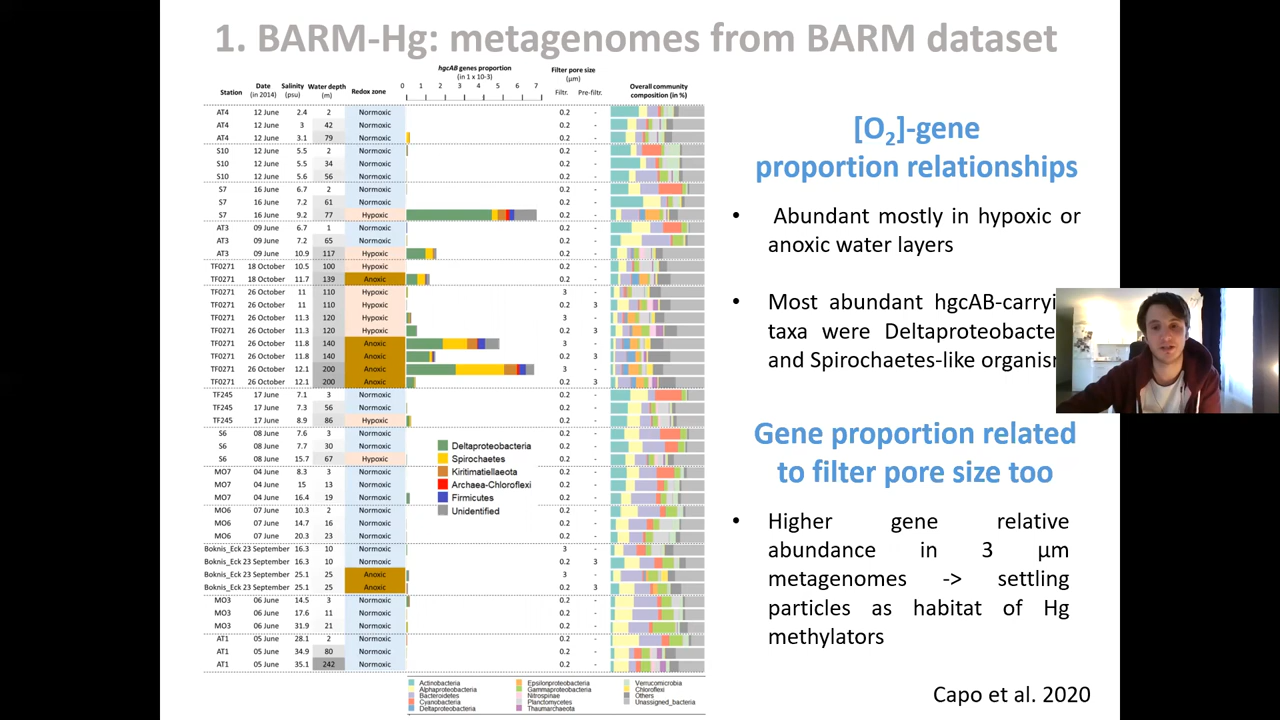 1. BARM-Hg: metagenomes from BARM dataset
hgcAB genes proportion
(in 1 x 10-3)
Filter pore size
(µm)
Station Date (in 2014) Salinity (psu) Water depth (m) Redox zone 0 1 2 3 4 5 6 7 Filtr. Pre-filtr. Overall community composition (in %)
AT4 12 June 2.4 2 Normoxic 0.2 -
AT4 12 June 3 42 Normoxic 0.2 -
AT4 12 June 3.1 79 Normoxic 0.2 -
S10 12 June 5.5 2 Normoxic 0.2 -
S10 12 June 5.5 34 Normoxic 0.2 -
S10 12 June 5.6 56 Normoxic 0.2 -
S7 16 June 6.7 2 Normoxic 0.2 -
S7 16 June 7.2 61 Normoxic 0.2 -
S7 16 June 9.2 77 Hypoxic 0.2 -
AT3 09 June 6.7 1 Normoxic 0.2 -
AT3 09 June 7.2 65 Normoxic 0.2 -
AT3 09 June 10.9 117 Hypoxic 0.2 -
TF0271 18 October 10.5 100 Hypoxic 0.2 -
TF0271 18 October 11.7 139 Anoxic 0.2 -
TF0271 26 October 11 110 Hypoxic 3 -
TF0271 26 October 11 110 Hypoxic 0.2 3
TF0271 26 October 11.3 120 Hypoxic 3 -
TF0271 26 October 11.3 120 Hypoxic 0.2 3
TF0271 26 October 11.8 140 Anoxic 3 -
TF0271 26 October 11.8 140 Anoxic 0.2 3
TF0271 26 October 12.1 200 Anoxic 3 -
TF0271 26 October 12.1 200 Anoxic 0.2 3
TF245 17 June 7.1 3 Normoxic 0.2 -
TF245 17 June 7.3 56 Normoxic 0.2 -
TF245 17 June 8.9 86 Hypoxic 0.2 -
S6 08 June 7.6 3 Normoxic 0.2 -
S6 08 June 7.7 30 Normoxic 0.2 -
S6 08 June 15.7 67 Hypoxic 0.2 -
MO7 04 June 8.3 3 Normoxic 0.2 -
MO7 04 June 15 13 Normoxic 0.2 -
MO7 04 June 16.4 19 Normoxic 0.2 -
MO6 07 June 10.3 2 Normoxic 0.2 -
MO6 07 June 14.7 16 Normoxic 0.2 -
MO6 07 June 20.3 23 Normoxic 0.2 -
Boknis_Eck 23 September 16.3 10 Normoxic 3 -
Boknis_Eck 23 September 16.3 10 Normoxic 0.2 3
Boknis_Eck 23 September 25.1 25 Anoxic 3 -
Boknis_Eck 23 September 25.1 25 Anoxic 0.2 3
MO3 06 June 14.5 3 Normoxic 0.2 -
MO3 06 June 17.6 11 Normoxic 0.2 -
MO3 06 June 31.9 21 Normoxic 0.2 -
AT1 05 June 28.1 2 Normoxic 0.2 -
AT1 05 June 34.9 80 Normoxic 0.2 -
AT1 05 June 35.1 242 Normoxic 0.2 -
Deltaproteobacteria
Spirochaetes
Kiritimatiellaeota
Archaea-Chloroflexi
Firmicutes
Unidentified
Actinobacteria Epsilonproteobacteria Verrucomicrobia
Alphaproteobacteria Gammaproteobacteria Chloroflexi
Bacteroidetes Nitrospinae Others
Cyanobacteria Planctomycetes Unassigned_bacteria
Deltaproteobacteria Thaumarchaeota
[O2]-gene
proportion relationships
• Abundant mostly in hypoxic or
anoxic water layers
• Most abundant hgcAB-carryi
taxa were Deltaproteobacte
and Spirochaetes-like organis
Gene proportion related
to filter pore size too
• Higher gene relative
abundance in 3 µm
metagenomes -> settling
particles as habitat of Hg
methylators
Capo et al. 2020